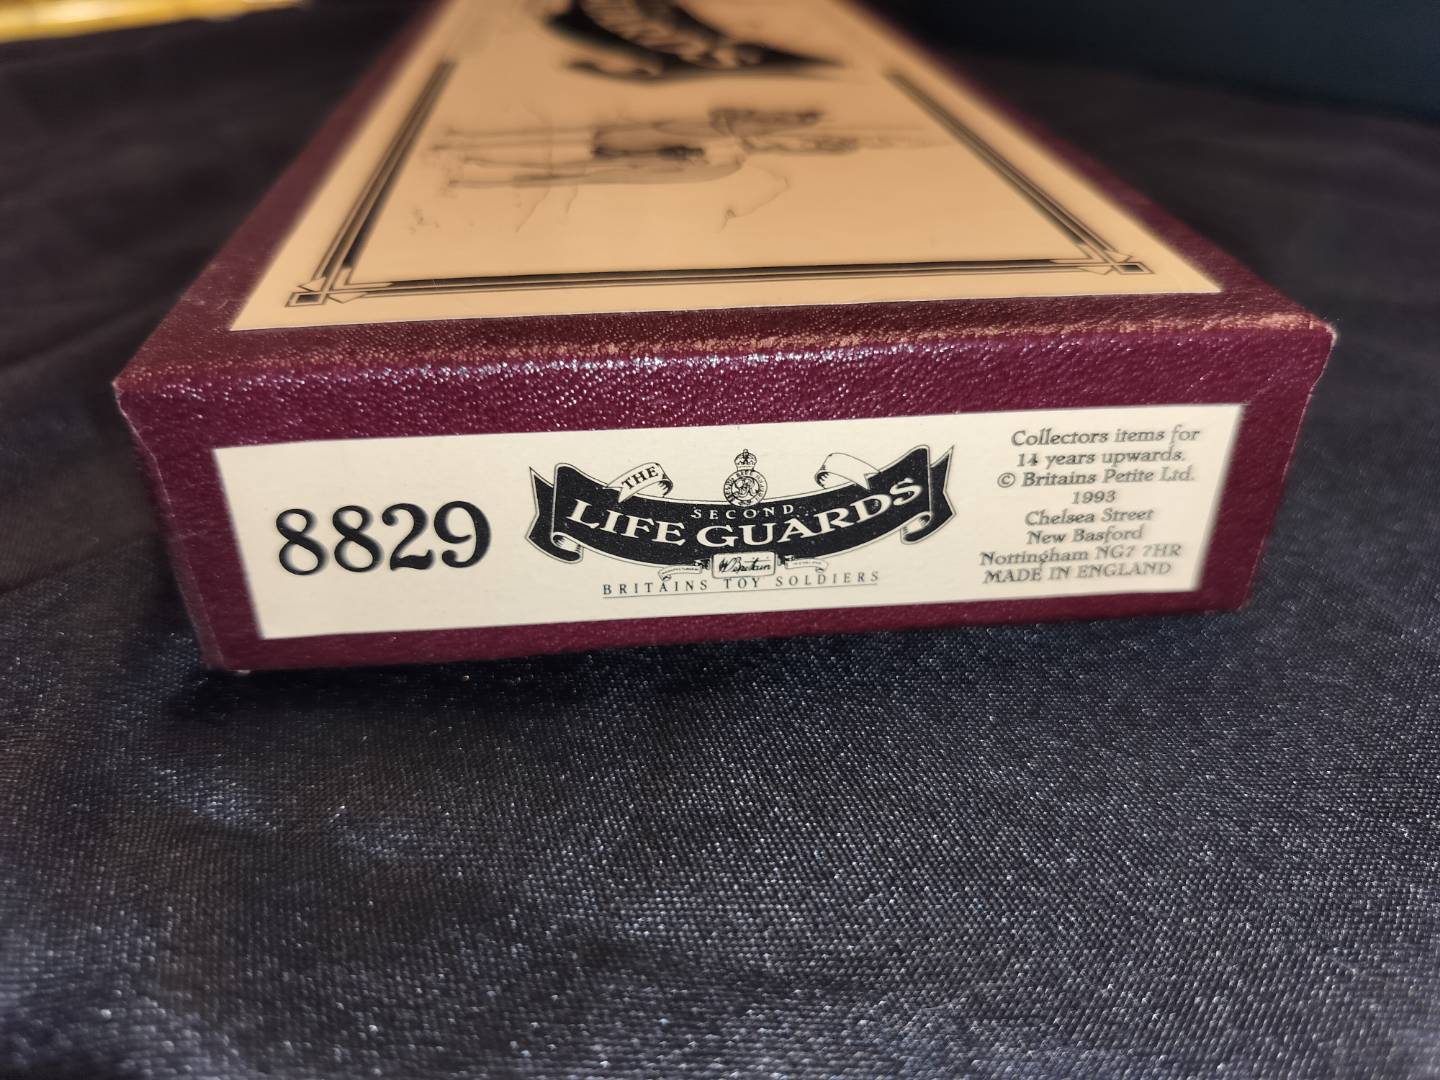 8829
THE
SECOND
LIFE GUARDS
W Britain
BRITAINS TOY SOLDIERS
Collectors items for
14 years upwards.
© Britains Petite Ltd.
1993
Chelsea Street
New Basford
Nottingham NG7 7HR
MADE IN ENGLAND